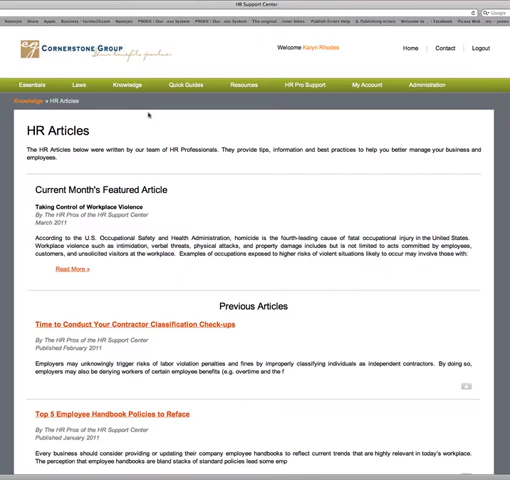 HR Support Center
Google
Radiojet Share Apple
Welcome to ... Facebook
CORNERSTONE GROUP
Your benefits partner
Welcome Karyn Rhodes
Home | Contact | Logout
Essentials Laws Knowledge Quick Guides Resources HR Pro Support My Account Administration
Knowledge » HR Articles
HR Articles
The HR Articles below were written by our team of HR Professionals. They provide tips, information and best practices to help you better manage your business and
employees.
Current Month's Featured Article
Taking Control of Workplace Violence
By The HR Pros of the HR Support Center
March 2011
According to the U.S. Occupational Safety and Health Administration, homicide is the fourth-leading cause of fatal occupational injury in the United States.
Workplace violence such as intimidation, verbal threats, physical attacks, and property damage includes but is not limited to acts committed by employees,
customers, and unsolicited visitors at the workplace. Examples of occupations exposed to higher risks of violent situations likely to occur may involve those with:
Read More »
Previous Articles
Time to Conduct Your Contractor Classification Check-ups
By The HR Pros of the HR Support Center
Published February 2011
Employers may unknowingly trigger risks of labor violation penalties and fines by improperly classifying individuals as independent contractors. By doing so,
employers may also be denying workers of certain employee benefits (e.g. overtime and the f
Top 5 Employee Handbook Policies to Reface
By The HR Pros of the HR Support Center
Published January 2011
Every business should consider providing or updating their company employee handbooks to reflect current trends that are highly relevant in today's workplace.
The perception that employee handbooks are bland stacks of standard policies lead some emp